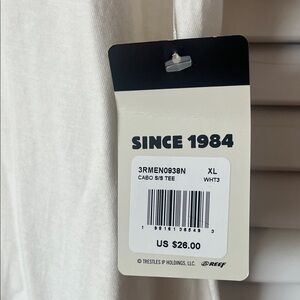 SINCE 1984
3RMEN0938N XL
CABO S/S TEE WHT3
US $26.00
© TRESTLES IP HOLDINGS, LLC. REEF